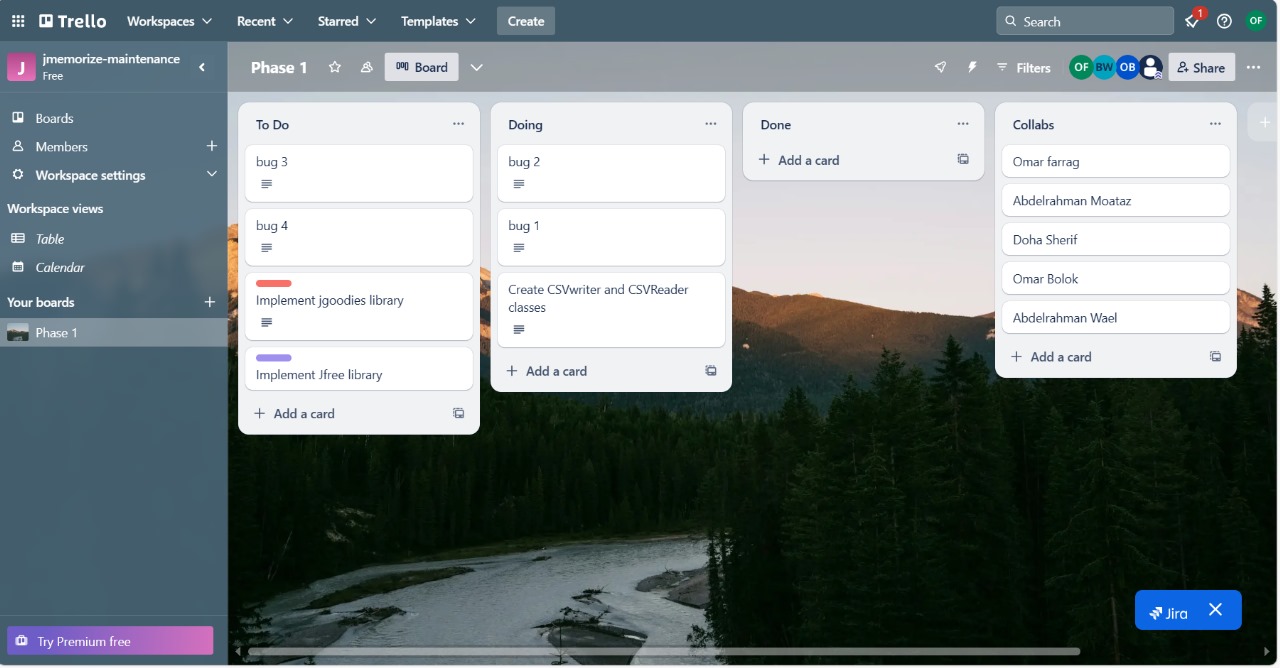 Trello
Workspaces
Recent
Starred
Templates
Create
Search
1
OF
J
jmemorize-maintenance
Free
Phase 1
Board
Filters
OF
BW
OB
Share
Boards
Members
Workspace settings
Workspace views
Table
Calendar
Your boards
Phase 1
Try Premium free
To Do
bug 3
bug 4
Implement jgoodies library
Implement Jfree library
Add a card
Doing
bug 2
bug 1
Create CSVwriter and CSVReader
classes
Add a card
Done
Add a card
Collabs
Omar farrag
Abdelrahman Moataz
Doha Sherif
Omar Bolok
Abdelrahman Wael
Add a card
Jira